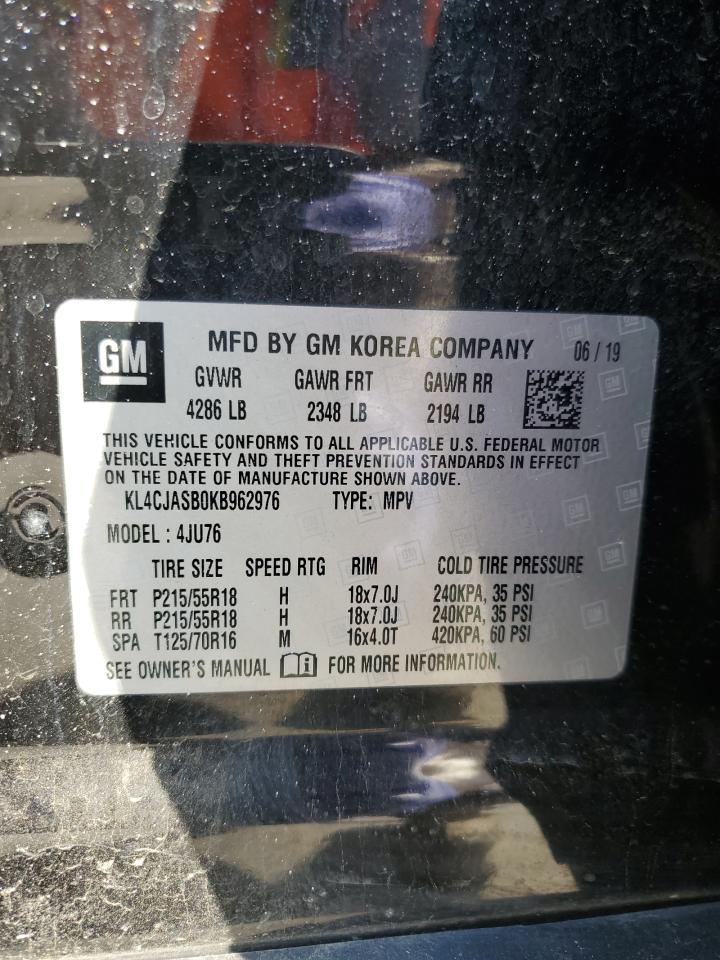 GM
MFD BY GM KOREA COMPANY 06 / 19
GVWR GAWR FRT GAWR RR
4286 LB 2348 LB 2194 LB
THIS VEHICLE CONFORMS TO ALL APPLICABLE U.S. FEDERAL MOTOR
VEHICLE SAFETY AND THEFT PREVENTION STANDARDS IN EFFECT
ON THE DATE OF MANUFACTURE SHOWN ABOVE.
KL4CJASB0KB962976 TYPE: MPV
MODEL : 4JU76
TIRE SIZE SPEED RTG RIM COLD TIRE PRESSURE
FRT P215/55R18 H 18x7.0J 240KPA, 35 PSI
RR P215/55R18 H 18x7.0J 240KPA, 35 PSI
SPA T125/70R16 M 16x4.0T 420KPA, 60 PSI
SEE OWNER'S MANUAL i FOR MORE INFORMATION.